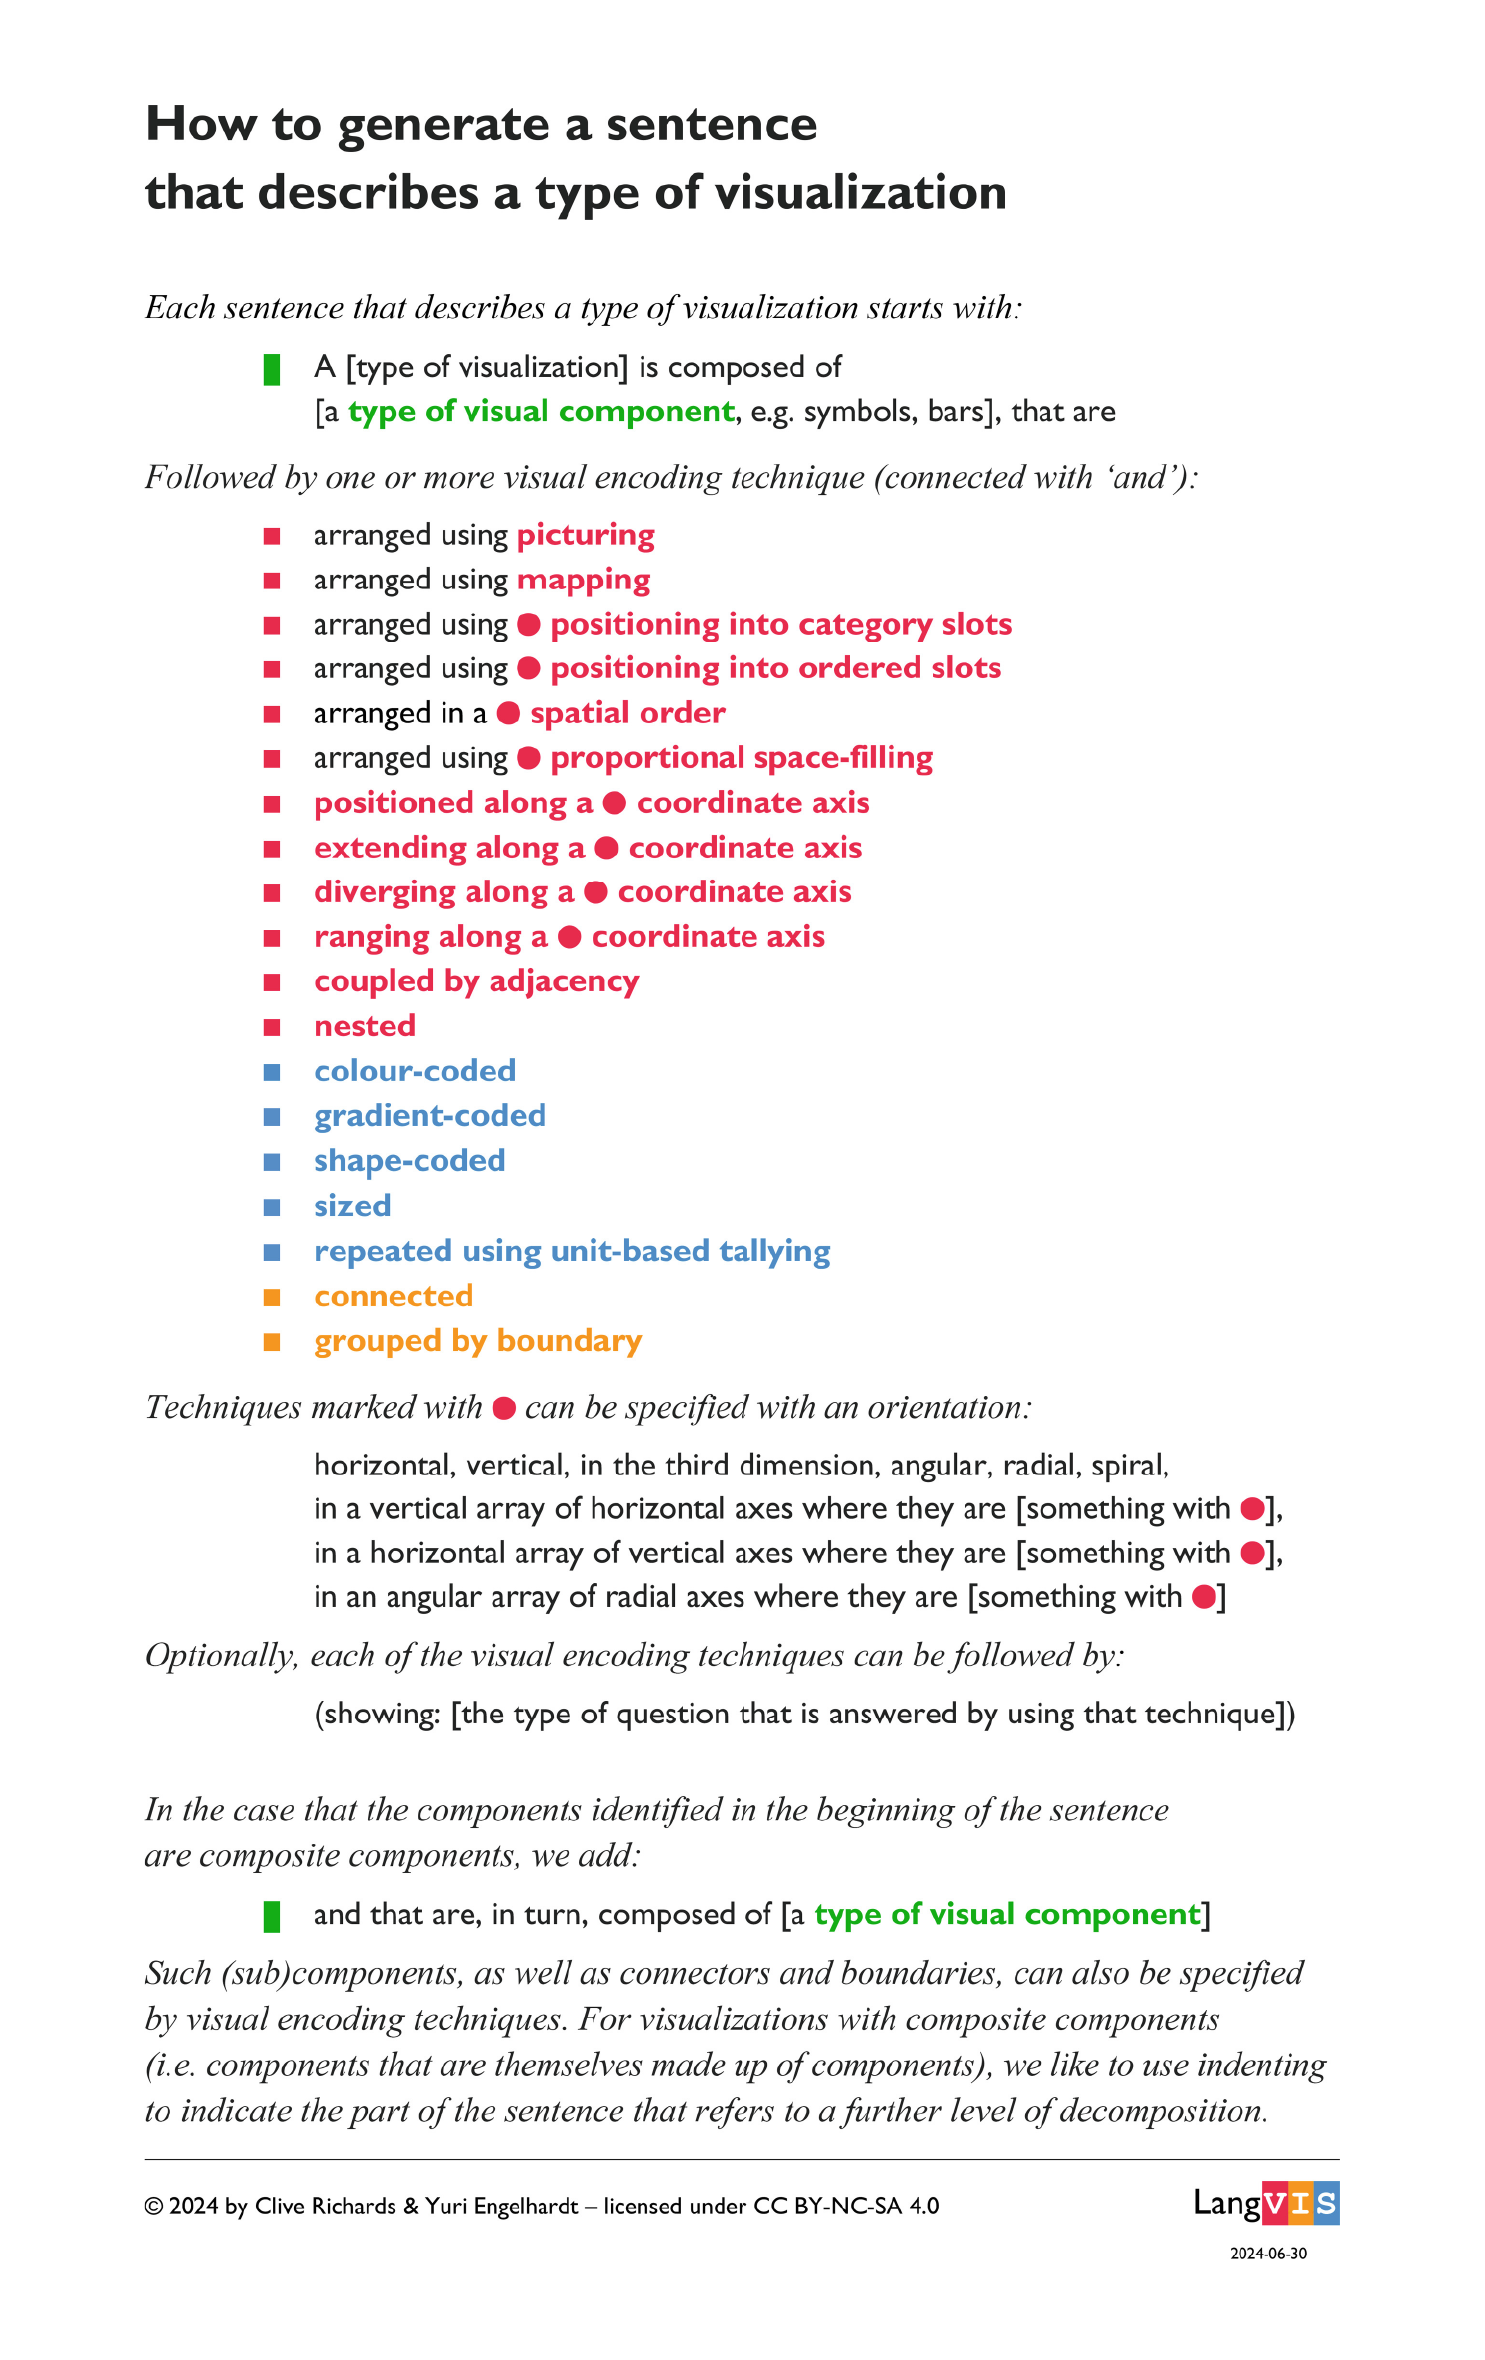 How to generate a sentence
that describes a type of visualization
Each sentence that describes a type of visualization starts with:
A [type of visualization] is composed of
[a type of visual component, e.g. symbols, bars], that are
Followed by one or more visual encoding technique (connected with ‘and’):
arranged using picturing
arranged using mapping
arranged using ● positioning into category slots
arranged using ● positioning into ordered slots
arranged in a ● spatial order
arranged using ● proportional space-filling
positioned along a ● coordinate axis
extending along a ● coordinate axis
diverging along a ● coordinate axis
ranging along a ● coordinate axis
coupled by adjacency
nested
colour-coded
gradient-coded
shape-coded
sized
repeated using unit-based tallying
connected
grouped by boundary
Techniques marked with ● can be specified with an orientation:
horizontal, vertical, in the third dimension, angular, radial, spiral,
in a vertical array of horizontal axes where they are [something with ●],
in a horizontal array of vertical axes where they are [something with ●],
in an angular array of radial axes where they are [something with ●]
Optionally, each of the visual encoding techniques can be followed by:
(showing: [the type of question that is answered by using that technique])
In the case that the components identified in the beginning of the sentence
are composite components, we add:
and that are, in turn, composed of [a type of visual component]
Such (sub)components, as well as connectors and boundaries, can also be specified
by visual encoding techniques. For visualizations with composite components
(i.e. components that are themselves made up of components), we like to use indenting
to indicate the part of the sentence that refers to a further level of decomposition.
© 2024 by Clive Richards & Yuri Engelhardt – licensed under CC BY-NC-SA 4.0
LangVIS
2024-06-30